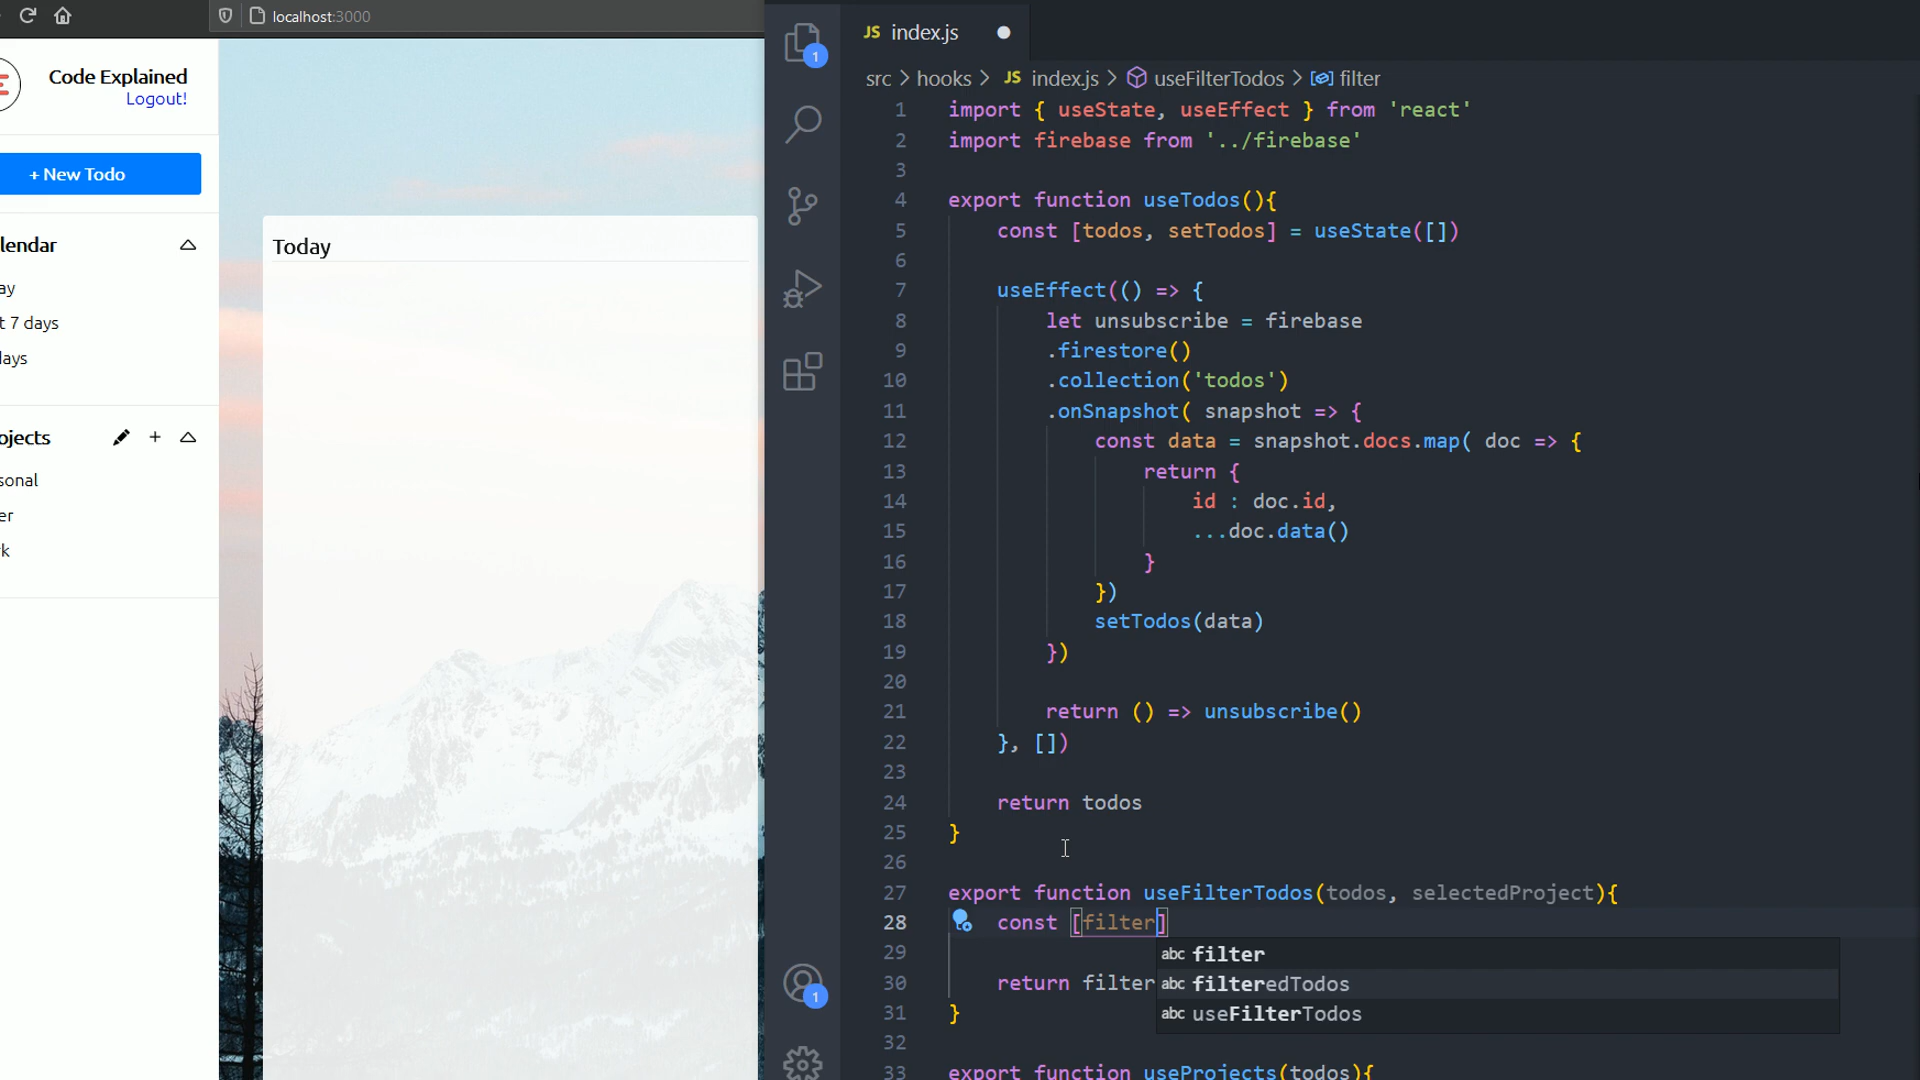 localhost:3000
Code Explained
Logout!
+ New Todo
lendar
ay
t 7 days
lays
ojects
+
sonal
er
k
Today
JS index.js
1
src > hooks > JS index.js > useFilterTodos > filter
1 import { useState, useEffect } from 'react'
2 import firebase from '../firebase'
3
4 export function useTodos(){
5 const [todos, setTodos] = useState([])
6
7 useEffect(() => {
8 let unsubscribe = firebase
9 .firestore()
10 .collection('todos')
11 .onSnapshot( snapshot => {
12 const data = snapshot.docs.map( doc => {
13 return {
14 id : doc.id,
15 ...doc.data()
16 }
17 })
18 setTodos(data)
19 })
20
21 return () => unsubscribe()
22 }, [])
23
24 return todos
25 }
26
27 export function useFilterTodos(todos, selectedProject){
28 const [filter]
29 abc filter
30 return filter abc filteredTodos
31 } abc useFilterTodos
32
33 export function useProjects(todos){
1